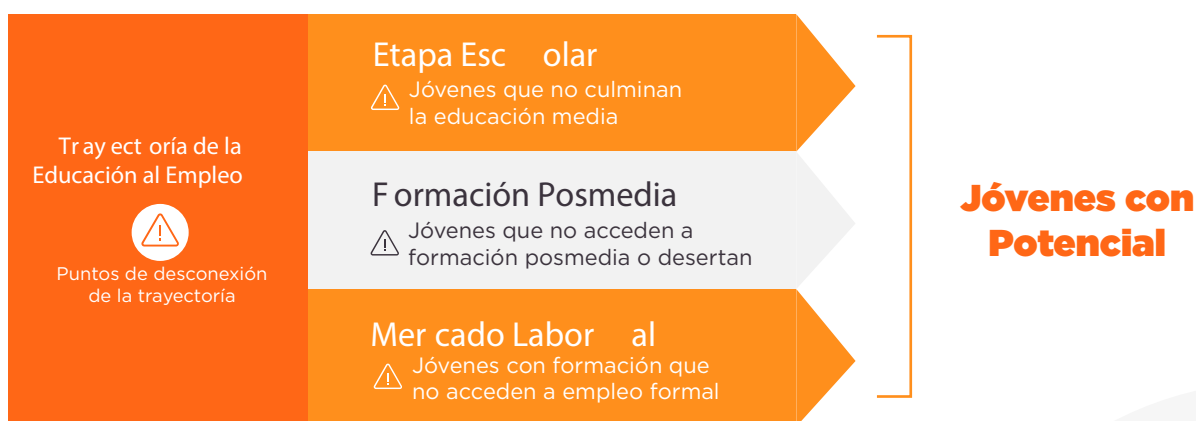 Tr ay ect oría de la
Educación al Empleo
Puntos de desconexión
de la trayectoría
Etapa Esc olar
Jóvenes que no culminan
la educación media
F ormación Posmedia
Jóvenes que no acceden a
formación posmedia o desertan
Mer cado Labor al
Jóvenes con formación que
no acceden a empleo formal
Jóvenes con
Potencial